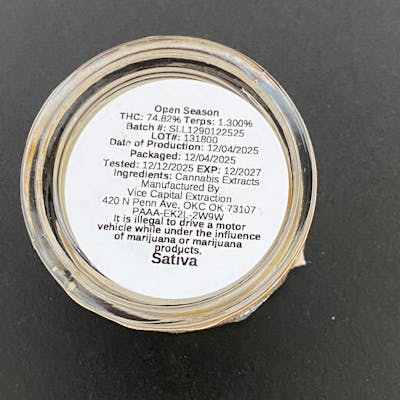 Open Season
THC: 74.82% Terps: 1.300%
Batch #: SLL1290122525
LOT#: 131800
Date of Production: 12/04/2025
Packaged: 12/04/2025
Tested: 12/12/2025 EXP: 12/2027
Ingredients: Cannabis Extracts
Manufactured By
Vice Capital Extraction
420 N Penn Ave, OKC OK 73107
PAAA-EK2L-2W9W
It is illegal to drive a motor
vehicle while under the influence
of marijuana or marijuana
products.
Sativa